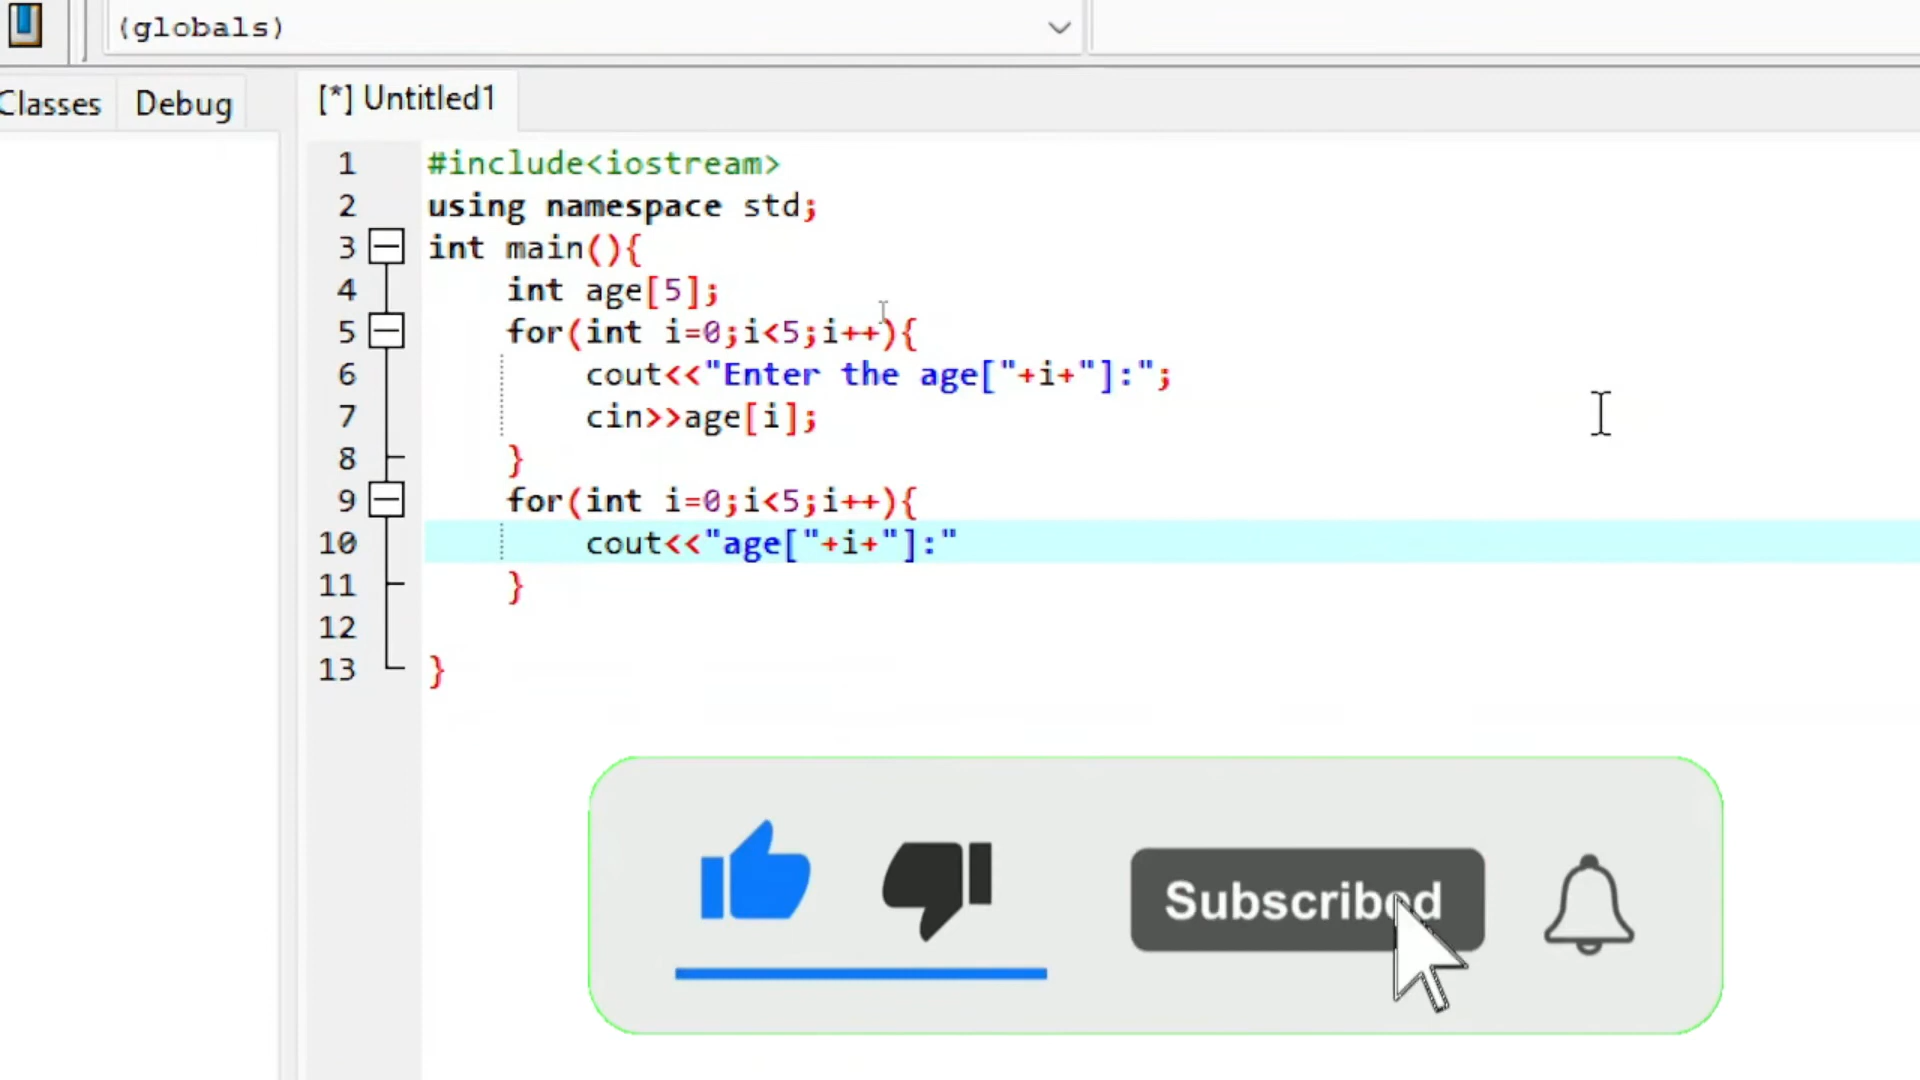 (globals)
Classes Debug [*] Untitled1
1 #include<iostream>
2 using namespace std;
3 int main(){
4 int age[5];
5 for(int i=0;i<5;i++){
6 cout<<"Enter the age["+i+"]:";
7 cin>>age[i];
8 }
9 for(int i=0;i<5;i++){
10 cout<<"age["+i+"]:"
11 }
12
13 }
Subscribed